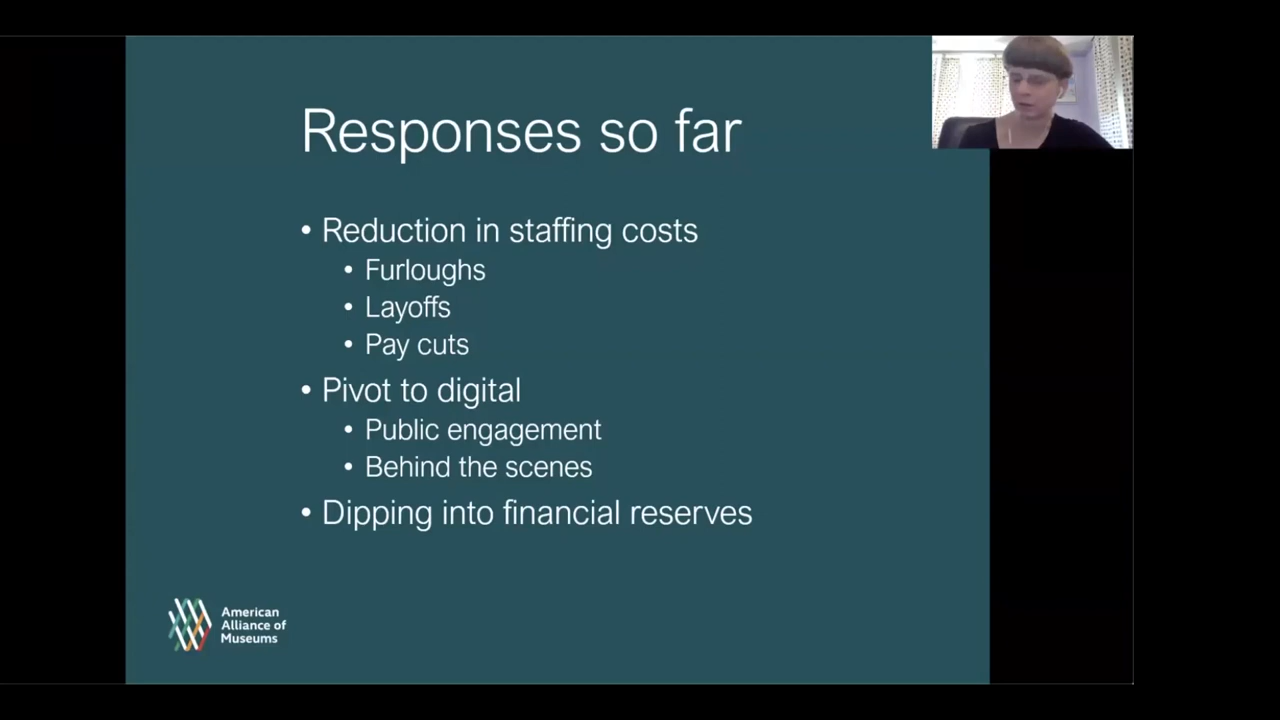 Responses so far
• Reduction in staffing costs
• Furloughs
• Layoffs
• Pay cuts
• Pivot to digital
• Public engagement
• Behind the scenes
• Dipping into financial reserves
American
Alliance of
Museums